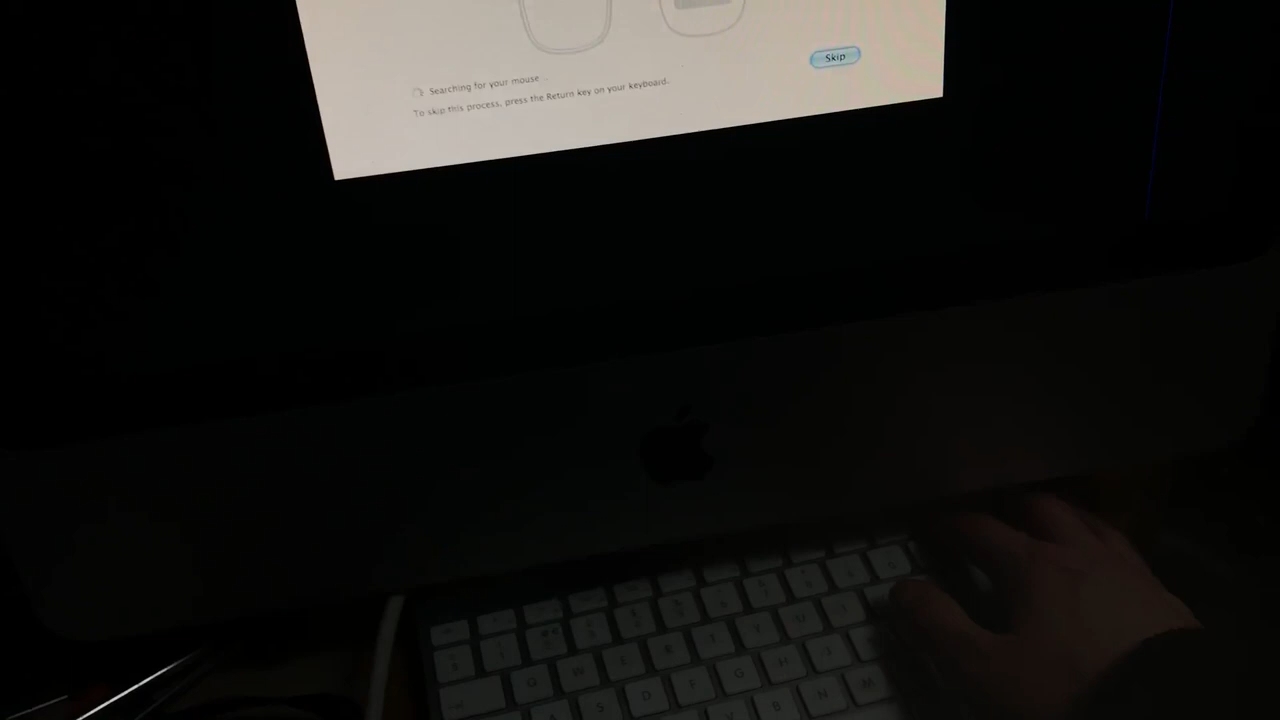 Skip
Searching for your mouse
To skip this process, press the Return key on your keyboard.
Q W E R T Y U I
S D F G H J
B N M